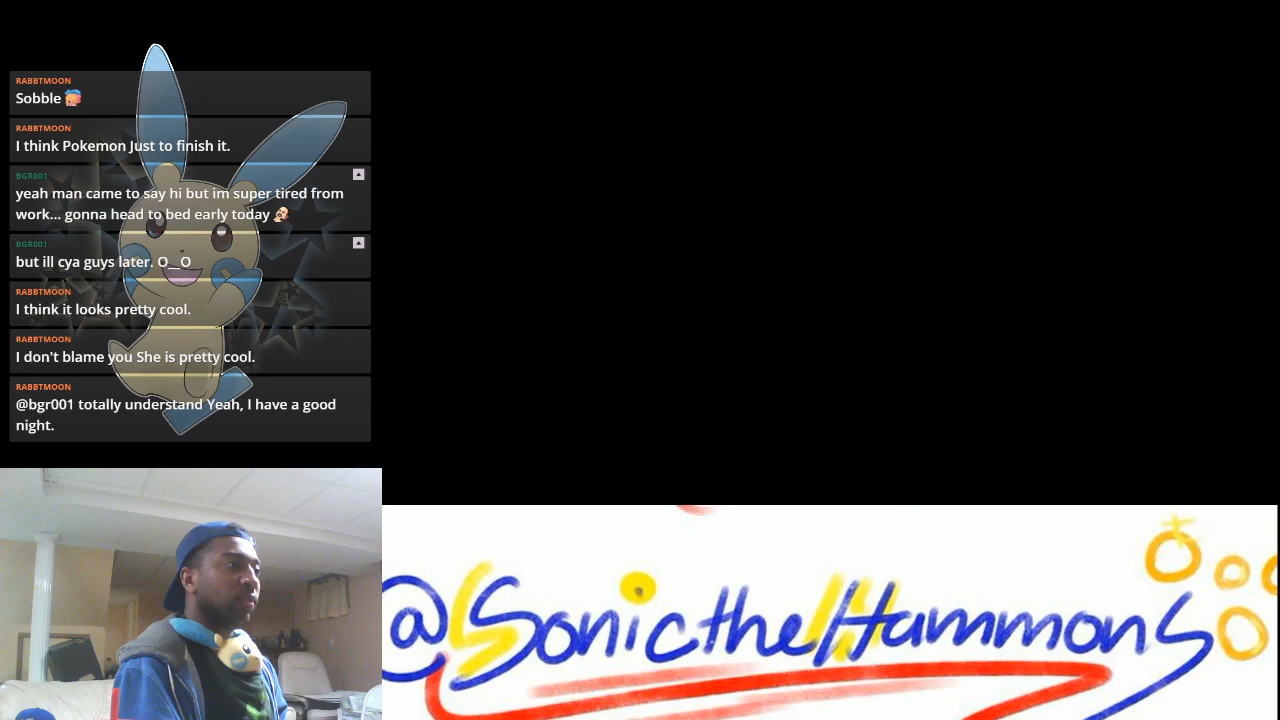 RABBTMOON
Sobble
RABBTMOON
I think Pokemon Just to finish it.
BGR001
yeah man came to say hi but im super tired from
work... gonna head to bed early today
BGR001
but ill cya guys later. O__O
RABBTMOON
I think it looks pretty cool.
RABBTMOON
I don't blame you She is pretty cool.
RABBTMOON
@bgr001 totally understand Yeah, I have a good
night.
@SonictheHammons